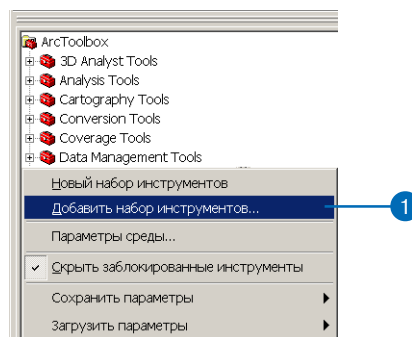 ArcToolbox
3D Analyst Tools
Analysis Tools
Cartography Tools
Conversion Tools
Coverage Tools
Data Management Tools
Новый набор инструментов
Добавить набор инструментов...
1
Параметры среды...
Скрыть заблокированные инструменты
Сохранить параметры
Загрузить параметры